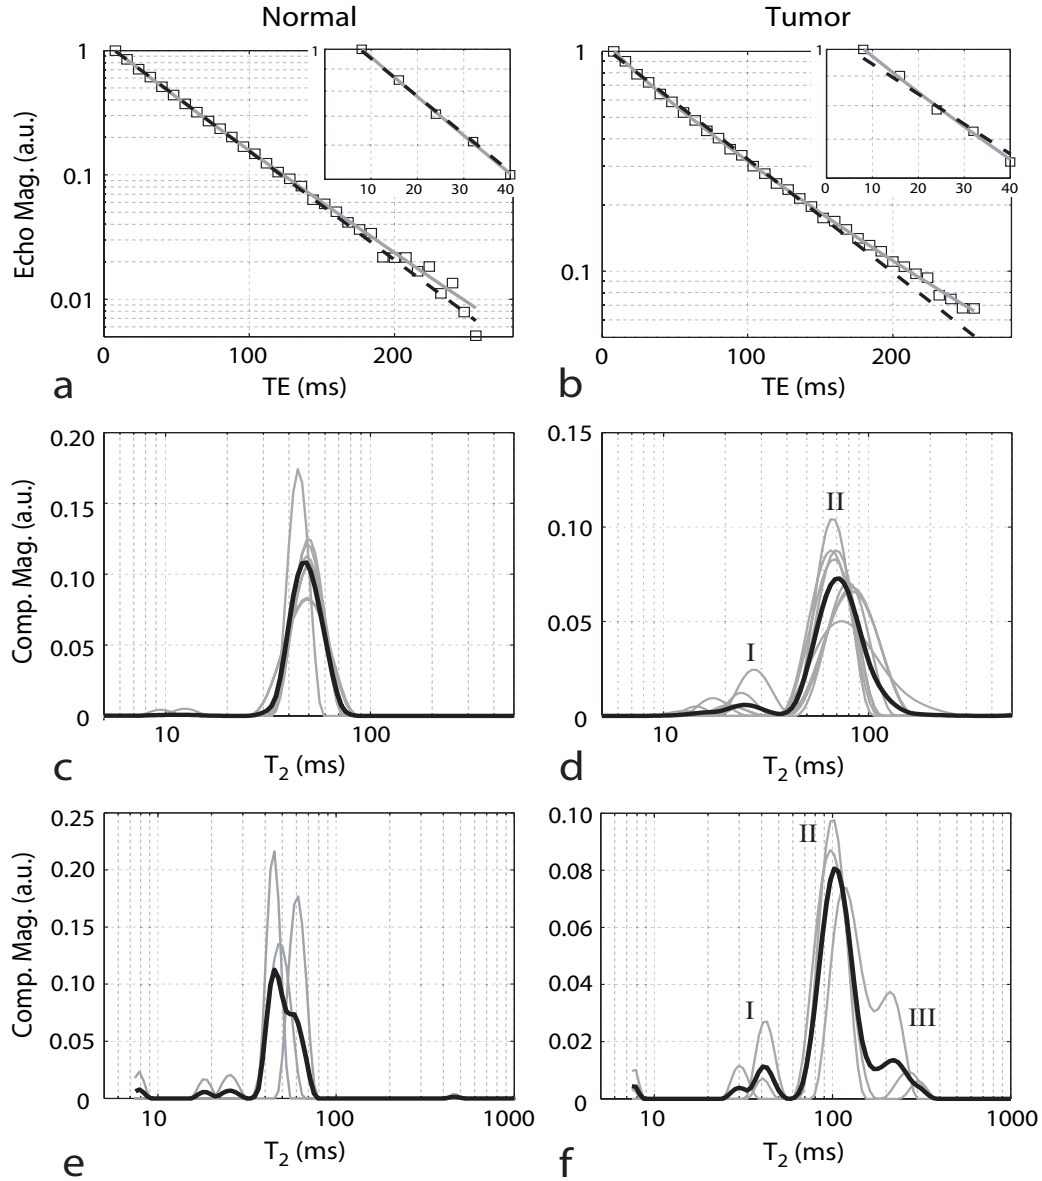 Normal
Tumor
Echo Mag. (a.u.)
1
0.1
0.01
0 100 200
TE (ms)
1
10 20 30 40
a
1
0.1
0 100 200
TE (ms)
1
0 10 20 30 40
b
Comp. Mag. (a.u.)
0.20
0.15
0.10
0.05
0
10 100
T2 (ms)
c
0.15
0.10
0.05
0
I
II
10 100
T2 (ms)
d
Comp. Mag. (a.u.)
0.25
0.20
0.15
0.10
0.05
0
10 100 1000
T2 (ms)
e
0.10
0.08
0.06
0.04
0.02
0
I
II
III
10 100 1000
T2 (ms)
f